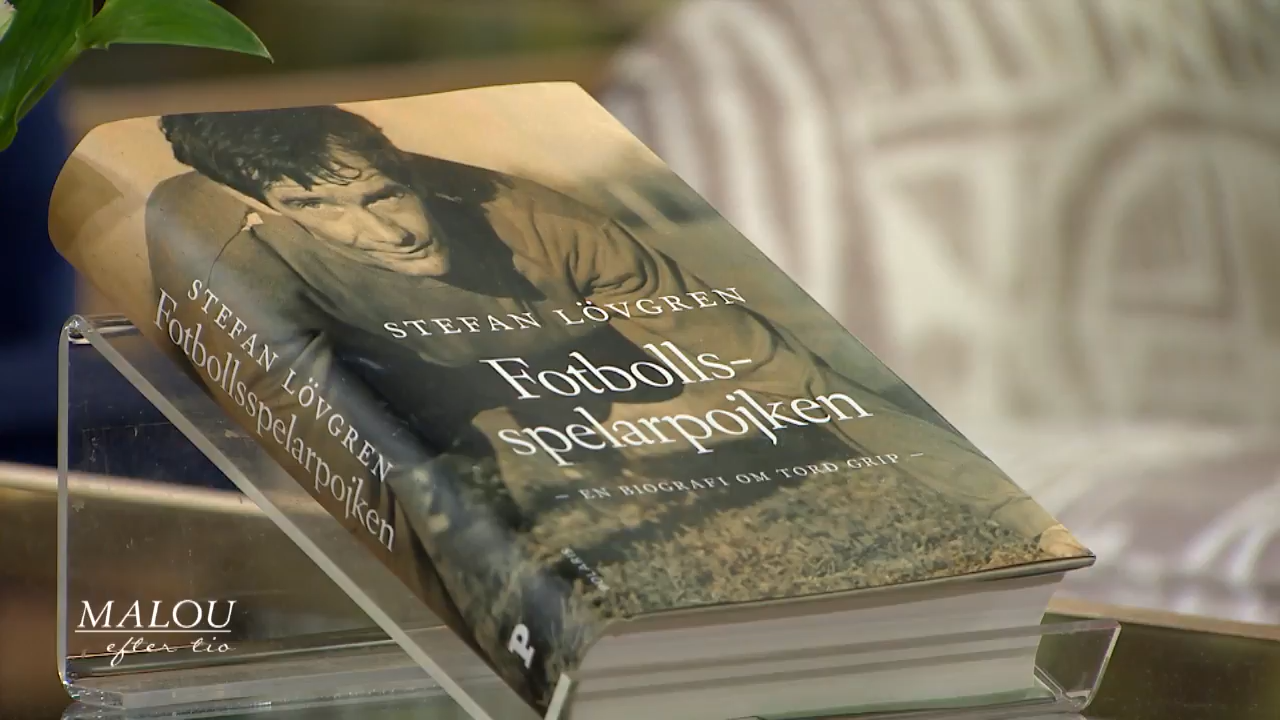 STEFAN LÖVGREN
Fotbolls-
spelarpojken
– EN BIOGRAFI OM TORD GRIP –
STEFAN LÖVGREN
Fotbollsspelarpojken
P
MALOU
efter tio